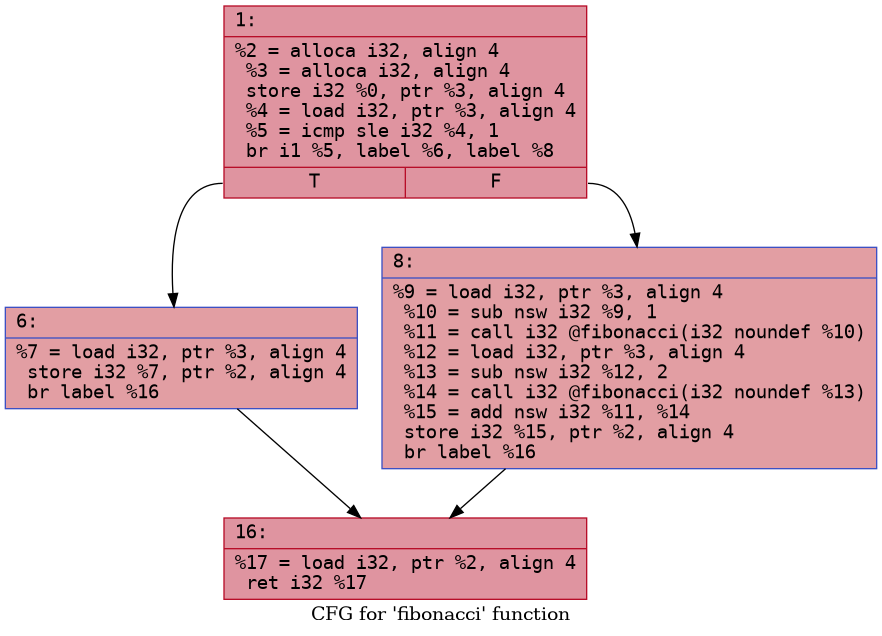 1:
%2 = alloca i32, align 4
%3 = alloca i32, align 4
store i32 %0, ptr %3, align 4
%4 = load i32, ptr %3, align 4
%5 = icmp sle i32 %4, 1
br i1 %5, label %6, label %8
T F
6:
%7 = load i32, ptr %3, align 4
store i32 %7, ptr %2, align 4
br label %16
8:
%9 = load i32, ptr %3, align 4
%10 = sub nsw i32 %9, 1
%11 = call i32 @fibonacci(i32 noundef %10)
%12 = load i32, ptr %3, align 4
%13 = sub nsw i32 %12, 2
%14 = call i32 @fibonacci(i32 noundef %13)
%15 = add nsw i32 %11, %14
store i32 %15, ptr %2, align 4
br label %16
16:
%17 = load i32, ptr %2, align 4
ret i32 %17
CFG for 'fibonacci' function